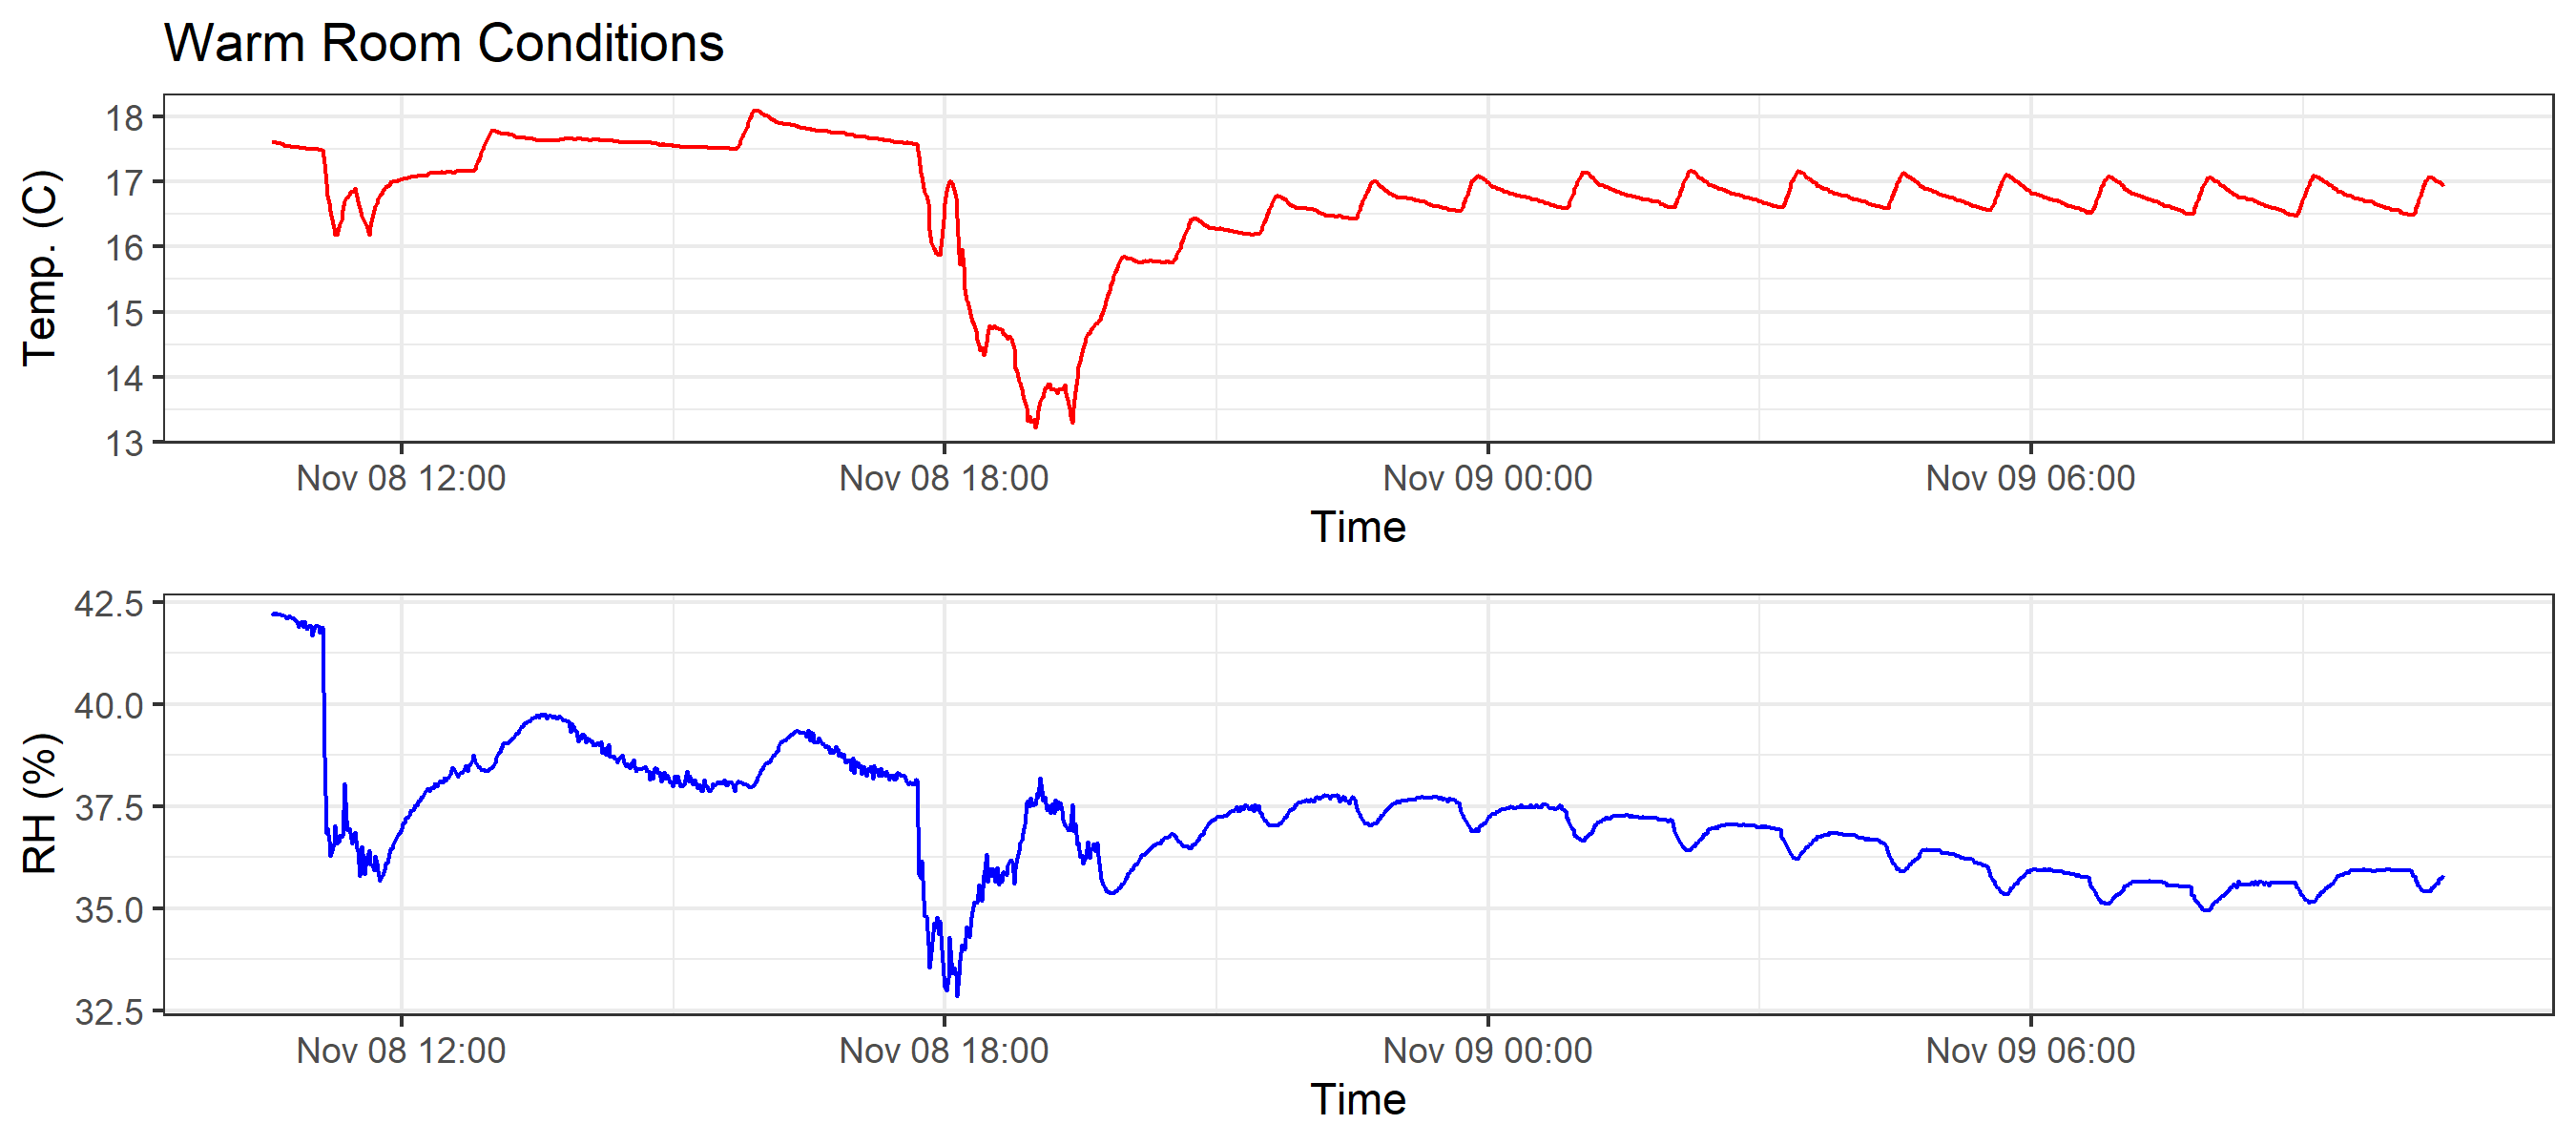 Warm Room Conditions
18
17
16
15
14
13
Temp. (C)
Nov 08 12:00 Nov 08 18:00 Nov 09 00:00 Nov 09 06:00
Time
42.5
40.0
37.5
35.0
32.5
RH (%)
Nov 08 12:00 Nov 08 18:00 Nov 09 00:00 Nov 09 06:00
Time